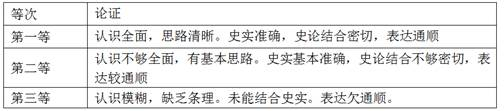 等次 论证
第一等 认识全面，思路清晰。史实准确，史论结合密切，表达通顺
第二等 认识不够全面，有基本思路。史实基本准确，史论结合不够密切，表
达较通顺
第三等 认识模糊，缺乏条理。未能结合史实。表达欠通顺。